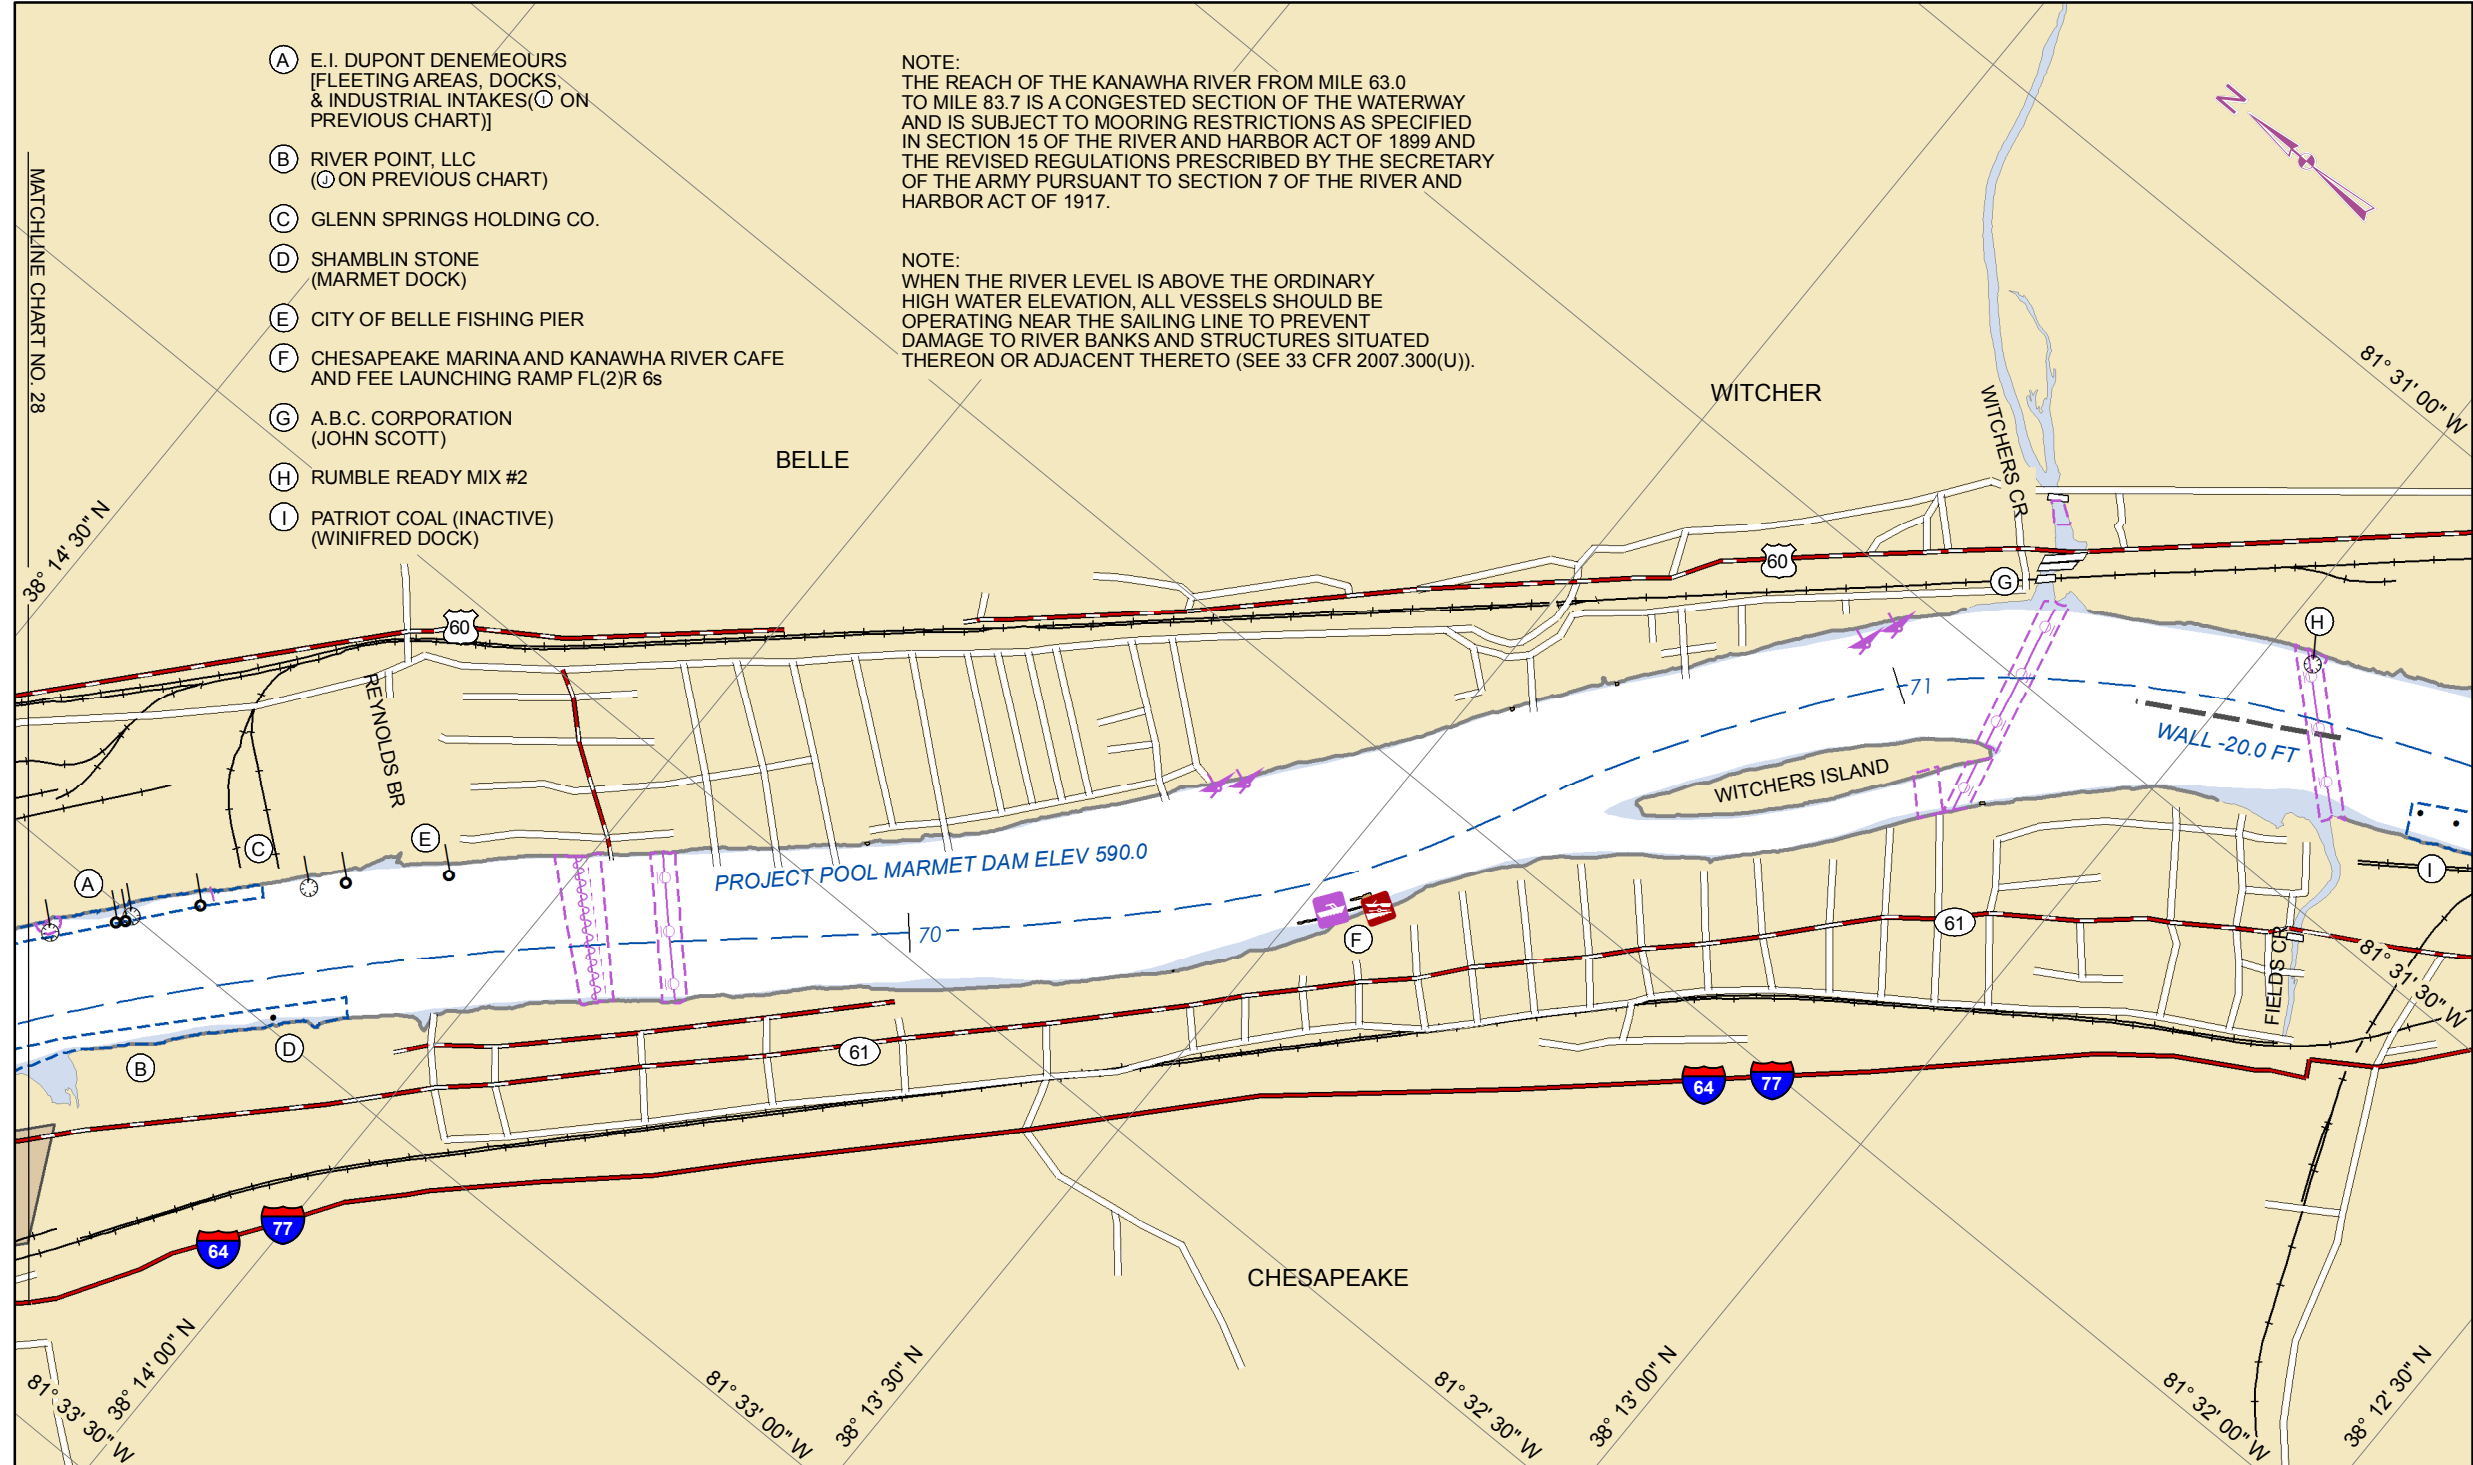 A E.I. DUPONT DENEMEOURS
[FLEETING AREAS, DOCKS,
& INDUSTRIAL INTAKES(I ON
PREVIOUS CHART)]
B RIVER POINT, LLC
(J ON PREVIOUS CHART)
C GLENN SPRINGS HOLDING CO.
D SHAMBLIN STONE
(MARMET DOCK)
E CITY OF BELLE FISHING PIER
F CHESAPEAKE MARINA AND KANAWHA RIVER CAFE
AND FEE LAUNCHING RAMP FL(2)R 6s
G A.B.C. CORPORATION
(JOHN SCOTT)
H RUMBLE READY MIX #2
I PATRIOT COAL (INACTIVE)
(WINIFRED DOCK)
NOTE:
THE REACH OF THE KANAWHA RIVER FROM MILE 63.0
TO MILE 83.7 IS A CONGESTED SECTION OF THE WATERWAY
AND IS SUBJECT TO MOORING RESTRICTIONS AS SPECIFIED
IN SECTION 15 OF THE RIVER AND HARBOR ACT OF 1899 AND
THE REVISED REGULATIONS PRESCRIBED BY THE SECRETARY
OF THE ARMY PURSUANT TO SECTION 7 OF THE RIVER AND
HARBOR ACT OF 1917.
NOTE:
WHEN THE RIVER LEVEL IS ABOVE THE ORDINARY
HIGH WATER ELEVATION, ALL VESSELS SHOULD BE
OPERATING NEAR THE SAILING LINE TO PREVENT
DAMAGE TO RIVER BANKS AND STRUCTURES SITUATED
THEREON OR ADJACENT THERETO (SEE 33 CFR 2007.300(U)).
N
MATCHLINE CHART NO. 28
38° 14' 30" N
81° 31' 00" W
WITCHER
BELLE
WITCHERS CR
60
60
G
H
REYNOLDS BR
71
WALL -20.0 FT
WITCHERS ISLAND
C
E
A
PROJECT POOL MARMET DAM ELEV 590.0
I
70
F
61
FIELDS CR
81° 31' 30" W
B
D
61
64
77
64
77
CHESAPEAKE
81° 33' 30" W
38° 14' 00" N
81° 33' 00" W
38° 13' 30" N
81° 32' 30" W
38° 13' 00" N
81° 32' 00" W
38° 12' 30" N